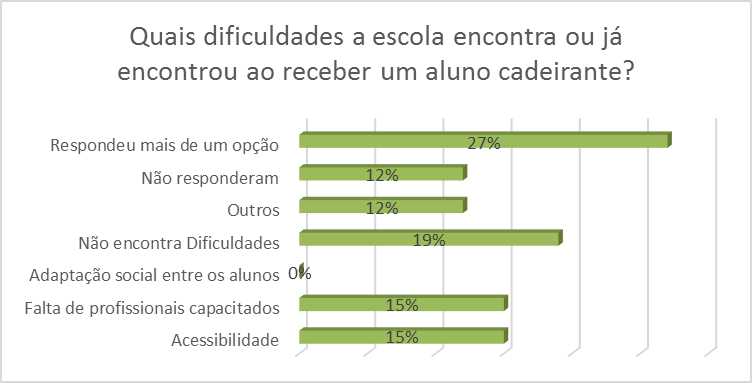 Quais dificuldades a escola encontra ou já
encontrou ao receber um aluno cadeirante?
Respondeu mais de um opção 27%
Não responderam 12%
Outros 12%
Não encontra Dificuldades 19%
Adaptação social entre os alunos 0%
Falta de profissionais capacitados 15%
Acessibilidade 15%